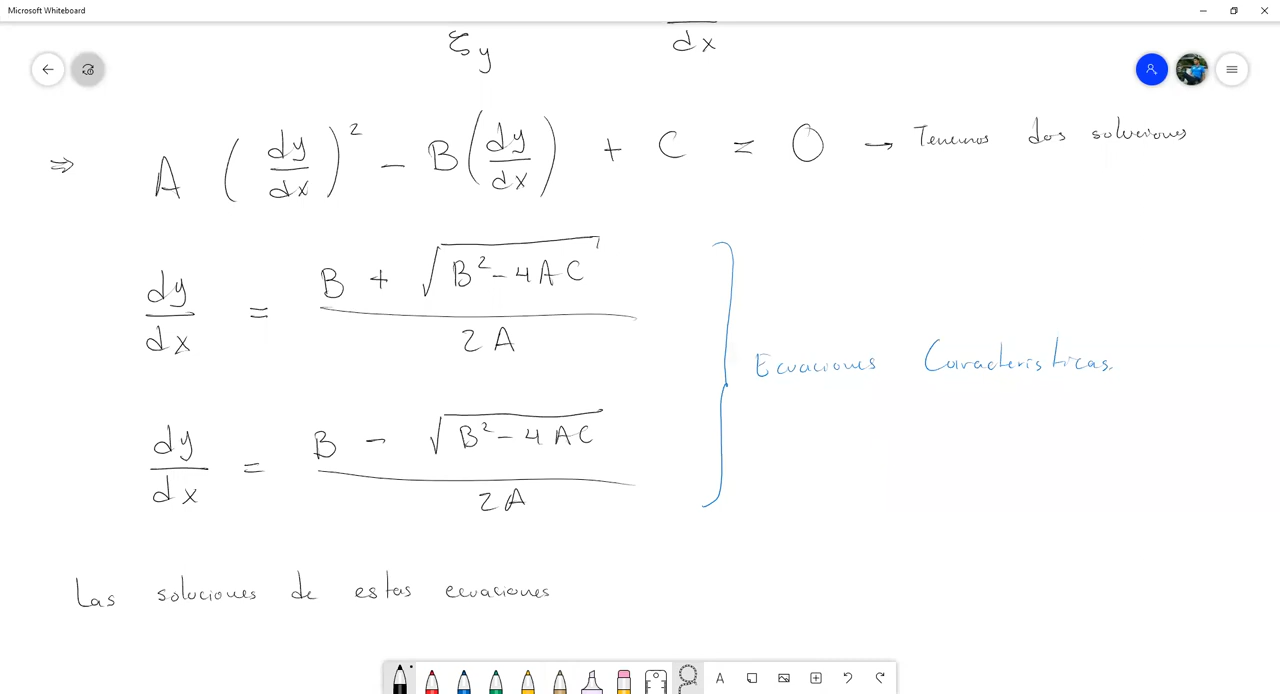 Microsoft Whiteboard
ξy dx
⇒ A (dy/dx)² - B(dy/dx) + C = 0 → Tenemos dos soluciones
dy/dx = (B + √(B² - 4AC))/2A
Ecuaciones Caracteristicas.
dy/dx = (B - √(B² - 4AC))/2A
Las soluciones de estas ecuaciones
A